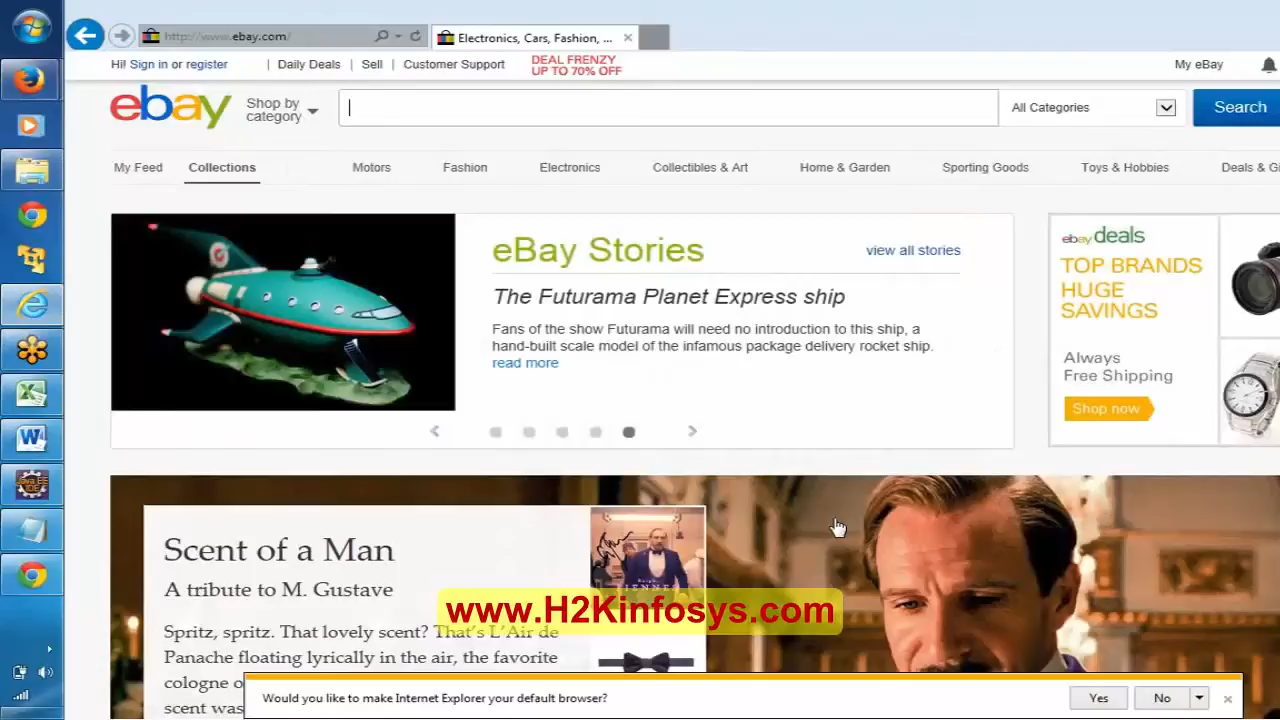 http://www.ebay.com/
Electronics, Cars, Fashion, ...
Hi! Sign in or register
Daily Deals
Sell
Customer Support
DEAL FRENZY
UP TO 70% OFF
My eBay
ebay
Shop by
category
All Categories
Search
My Feed
Collections
Motors
Fashion
Electronics
Collectibles & Art
Home & Garden
Sporting Goods
Toys & Hobbies
Deals & Gi
eBay Stories
view all stories
The Futurama Planet Express ship
Fans of the show Futurama will need no introduction to this ship, a
hand-built scale model of the infamous package delivery rocket ship.
read more
ebay deals
TOP BRANDS
HUGE
SAVINGS
Always
Free Shipping
Shop now
Scent of a Man
A tribute to M. Gustave
Spritz, spritz. That lovely scent? That's L'Air de
Panache floating lyrically in the air, the favorite
cologne o
scent was
www.H2Kinfosys.com
Java EE
IDE
Would you like to make Internet Explorer your default browser?
Yes
No